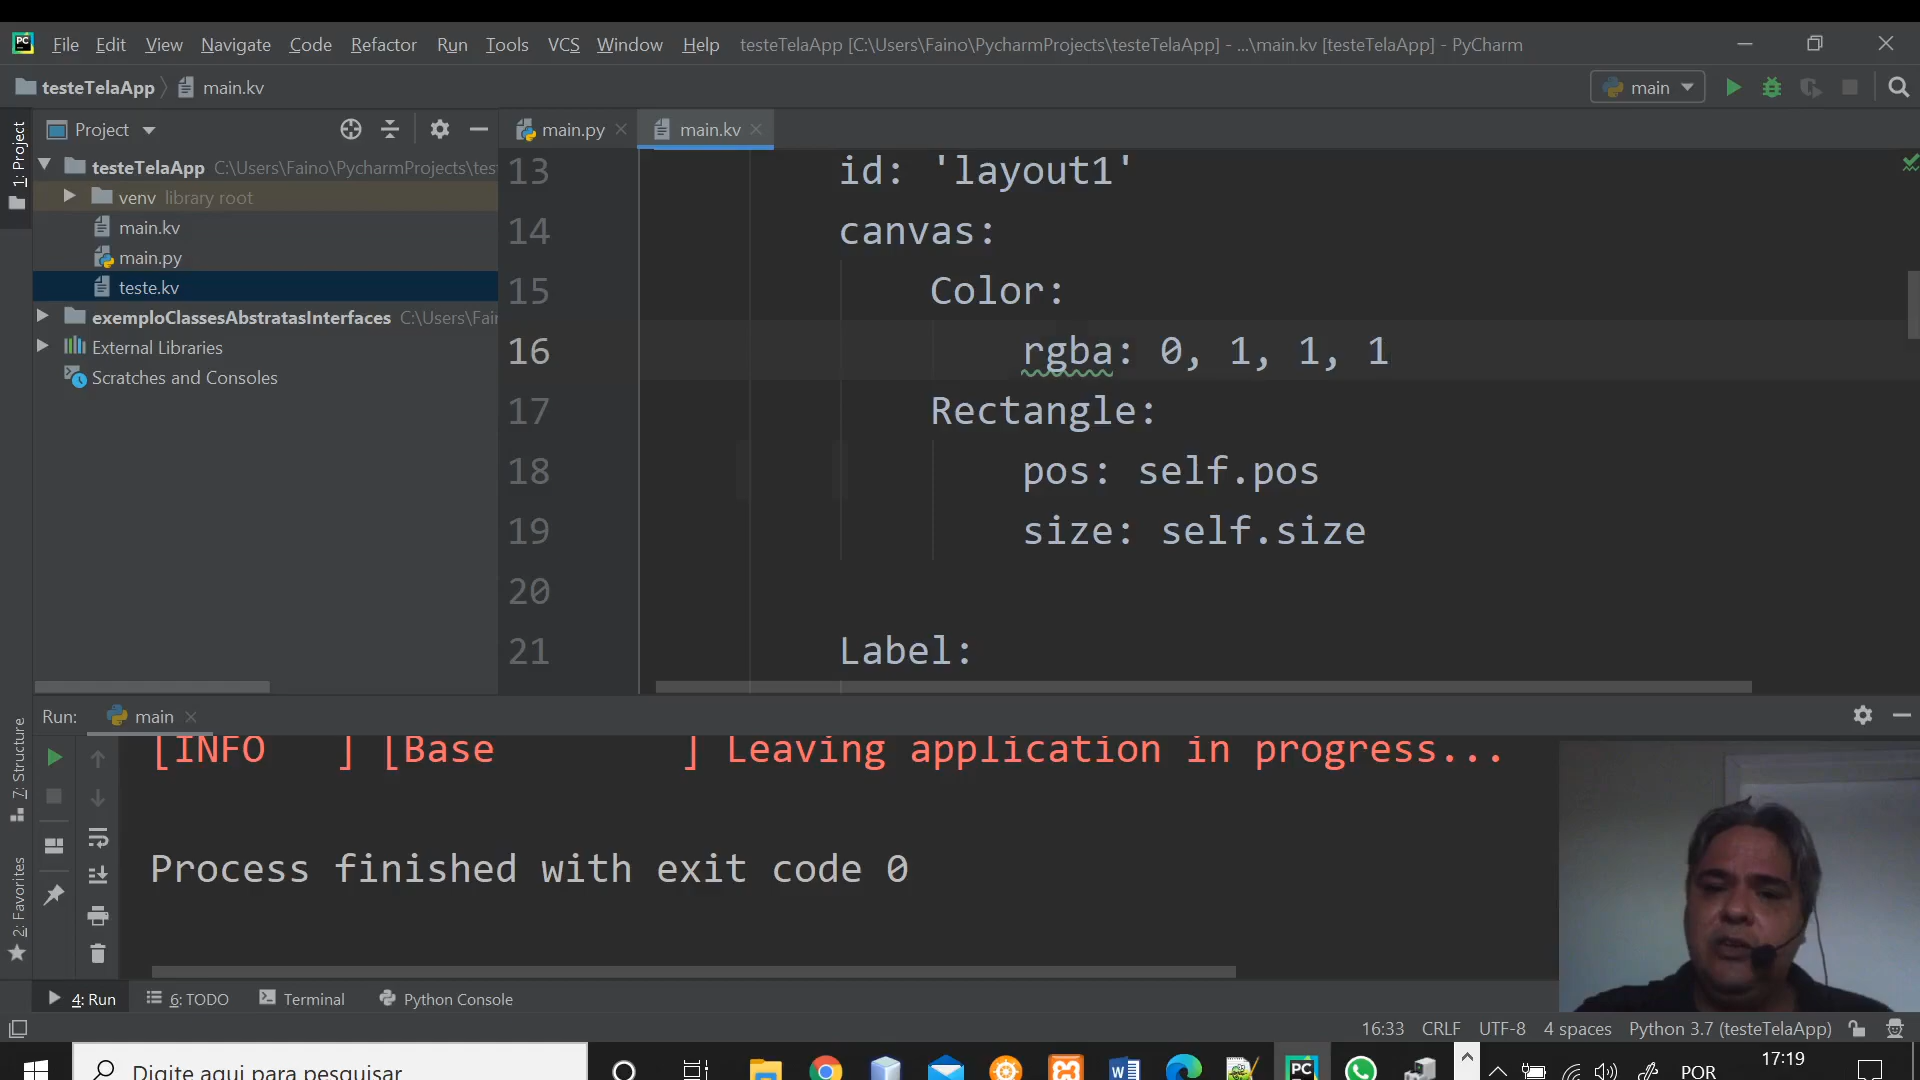 File Edit View Navigate Code Refactor Run Tools VCS Window Help testeTelaApp [C:\Users\Faino\PycharmProjects\testeTelaApp] - ...\main.kv [testeTelaApp] - PyCharm
testeTelaApp main.kv main
Project main.py main.kv
1: Project
testeTelaApp C:\Users\Faino\PycharmProjects\tes
venv library root
main.kv
main.py
teste.kv
exemploClassesAbstratasInterfaces C:\Users\Fai
External Libraries
Scratches and Consoles
13 id: 'layout1'
14 canvas:
15 Color:
16 rgba: 0, 1, 1, 1
17 Rectangle:
18 pos: self.pos
19 size: self.size
20
21 Label:
7: Structure
2: Favorites
Run: main
[INFO ] [Base ] Leaving application in progress...
Process finished with exit code 0
4: Run 6: TODO Terminal Python Console
16:33 CRLF UTF-8 4 spaces Python 3.7 (testeTelaApp)
Digite aqui para pesquisar
POR
17:19